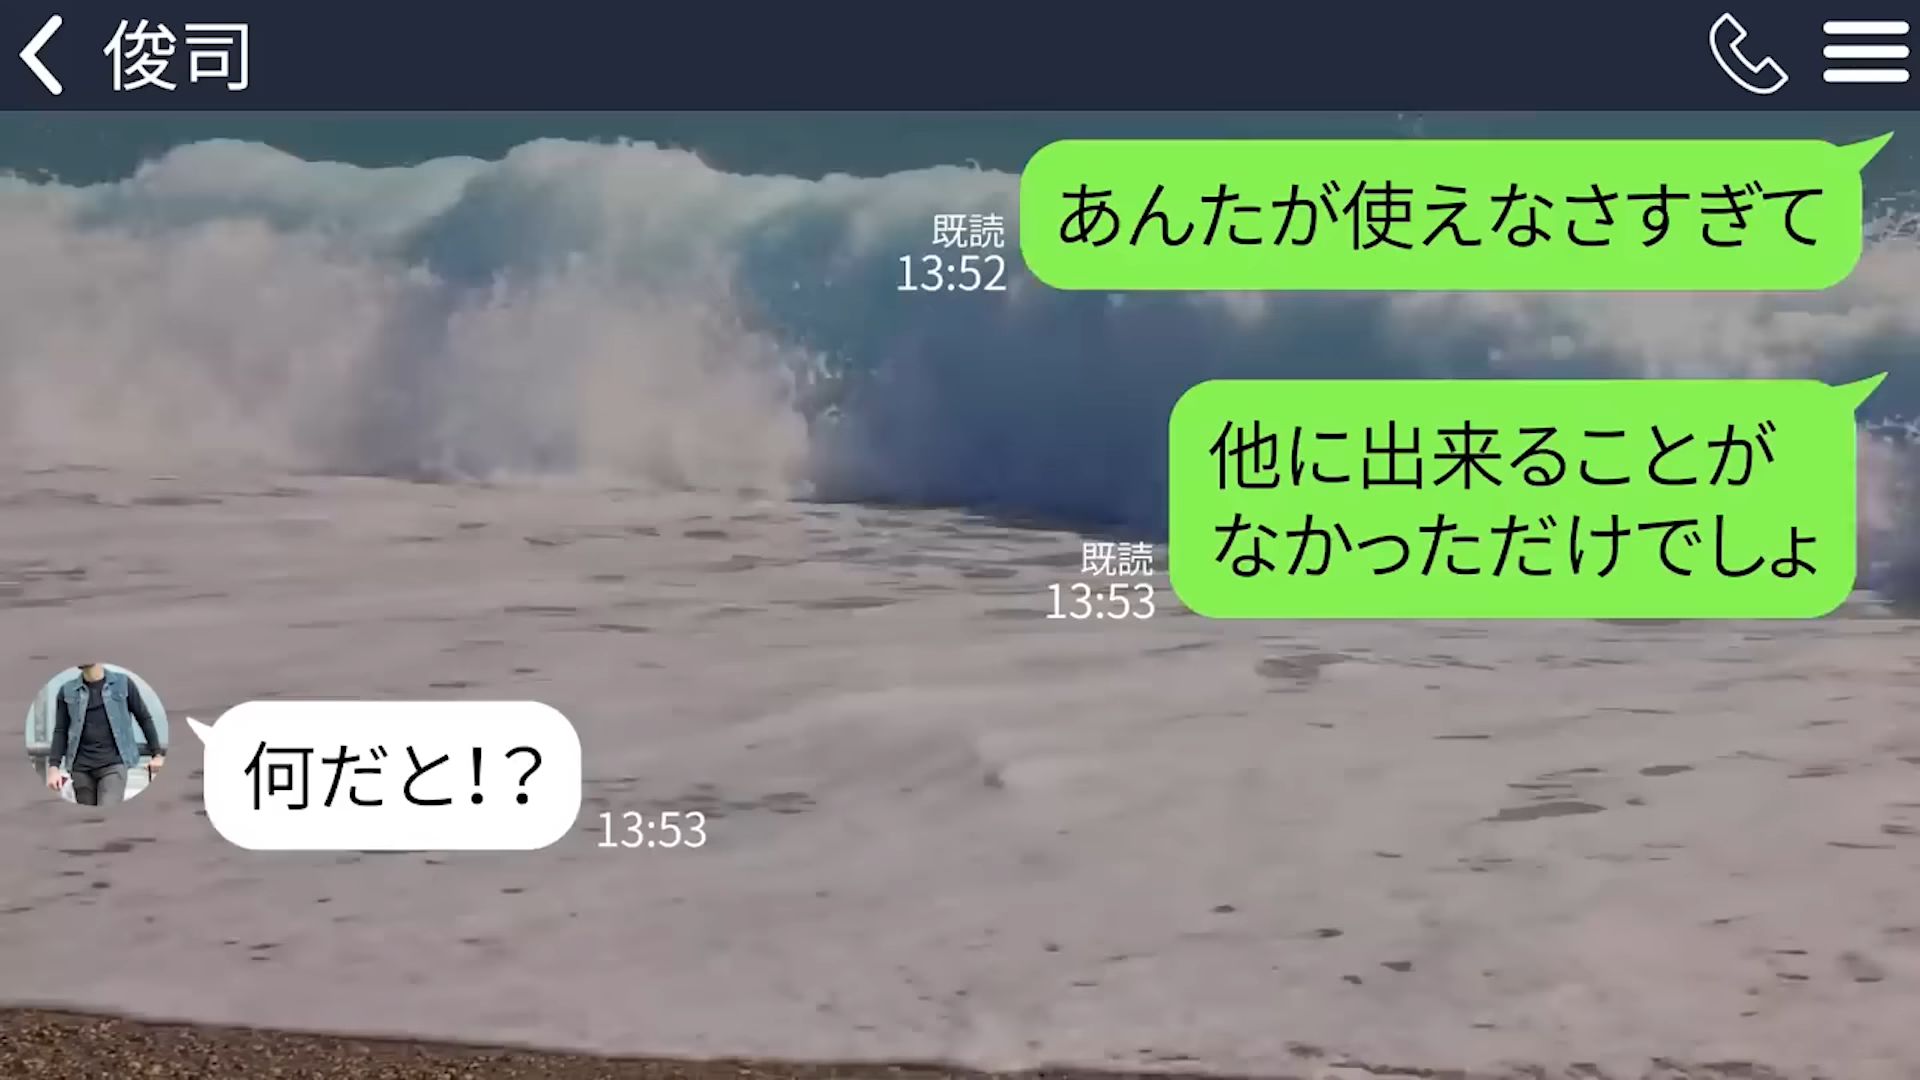 俊司
あんたが使えなさすぎて
既読
13:52
他に出来ることが
なかっただけでしょ
既読
13:53
何だと!?
13:53